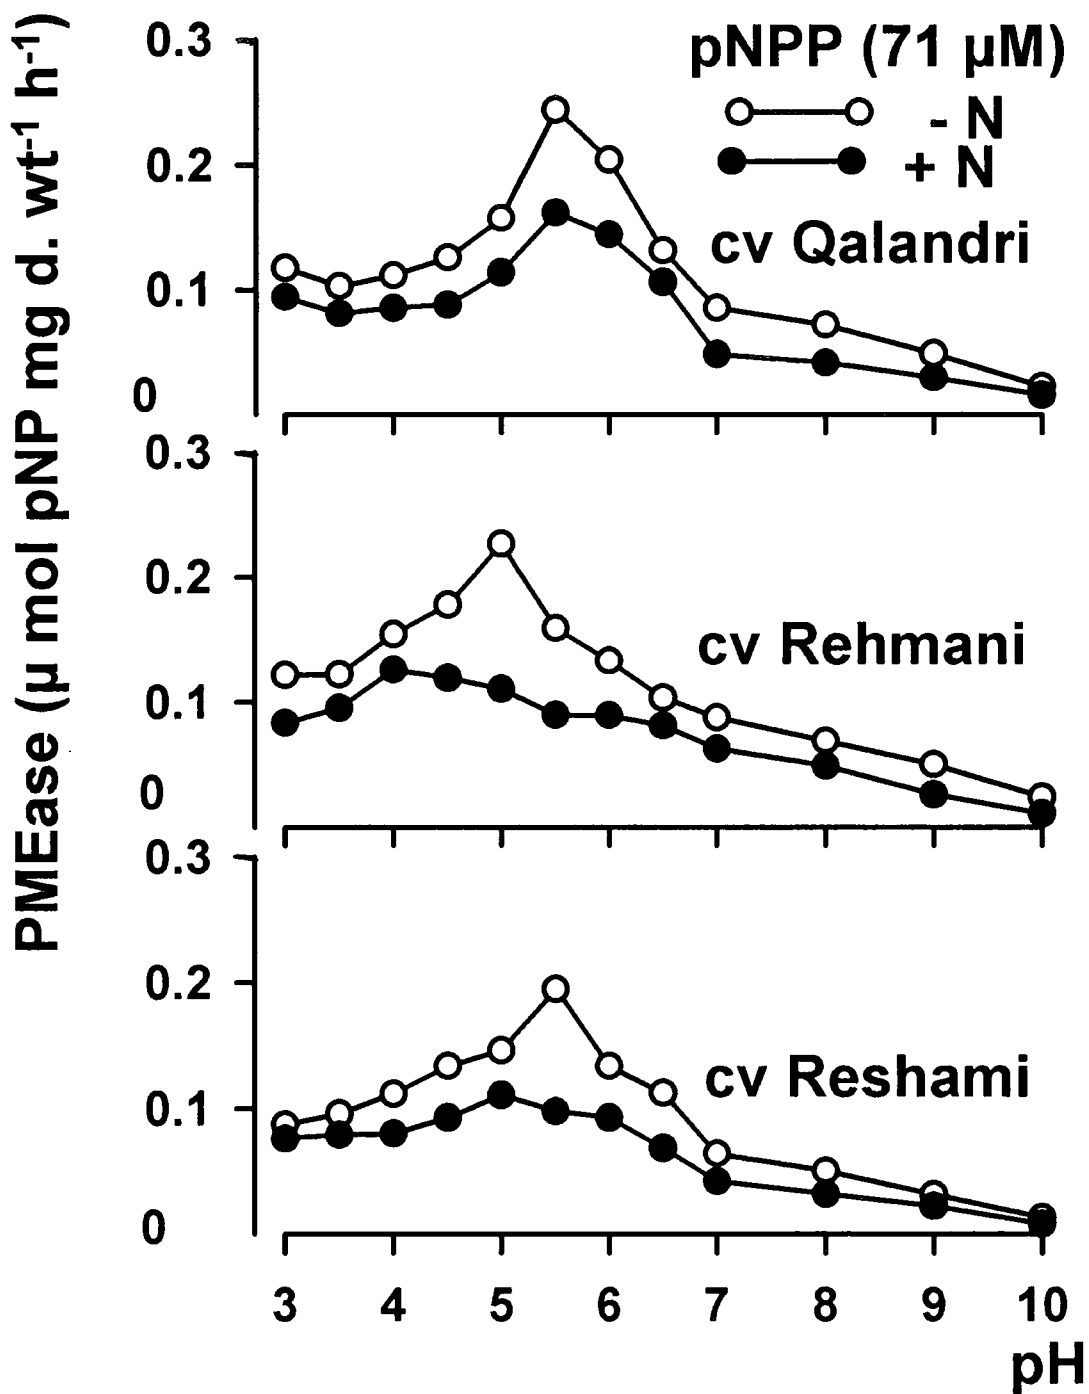 PMEase (µ mol pNP mg d. wt-1 h-1)
0.3
0.2
0.1
0
pNPP (71 µM)
- N
+ N
cv Qalandri
0.3
0.2
0.1
0
cv Rehmani
0.3
0.2
0.1
0
cv Reshami
3 4 5 6 7 8 9 10
pH